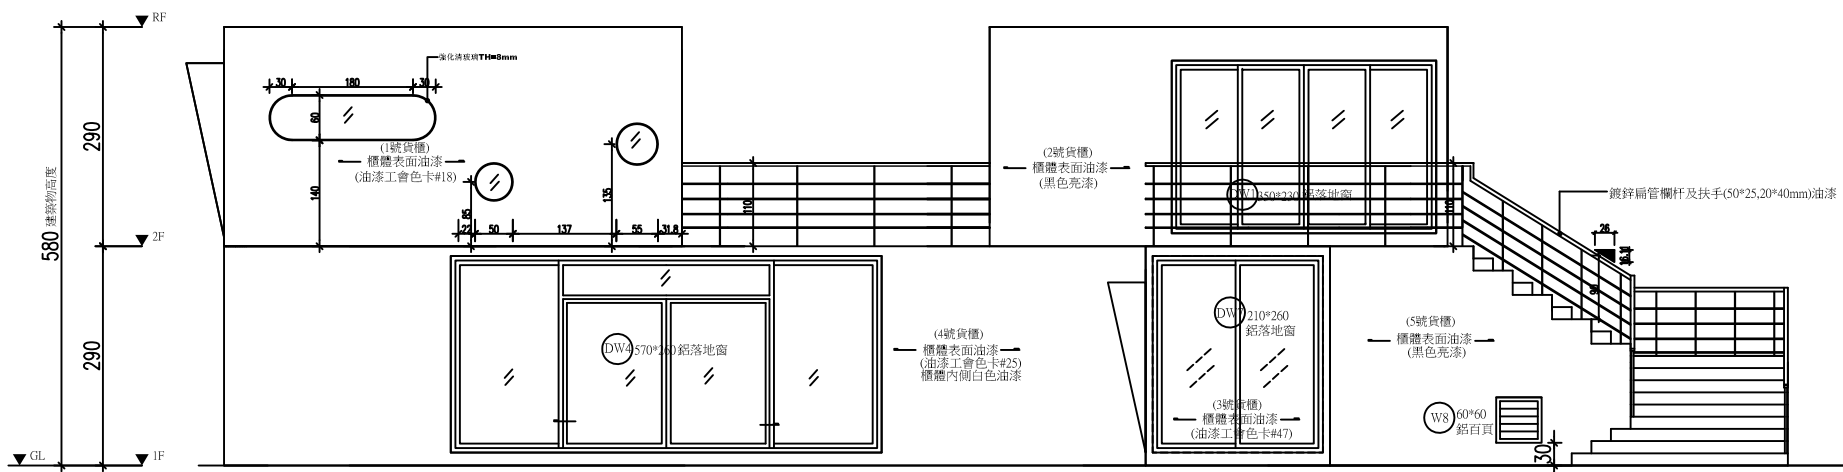 RF
2F
GL
1F
580 建築物高度
290
290
強化清玻璃TH=8mm
30
180
30
60
140
(1號貨櫃)
櫃體表面油漆
(油漆工會色卡#18)
85
135
22
50
137
55
31.8
110
(2號貨櫃)
櫃體表面油漆
(黑色亮漆)
DW1
350*230 鋁落地窗
110
鍍鋅扁管欄杆及扶手(50*25,20*40mm)油漆
26
16.11
90
DW4
570*260鋁落地窗
(4號貨櫃)
櫃體表面油漆
(油漆工會色卡#25)
櫃體內側白色油漆
DW7
210*260
鋁落地窗
(3號貨櫃)
櫃體表面油漆
(油漆工會色卡#47)
(5號貨櫃)
櫃體表面油漆
(黑色亮漆)
W8
60*60
鋁百頁
30